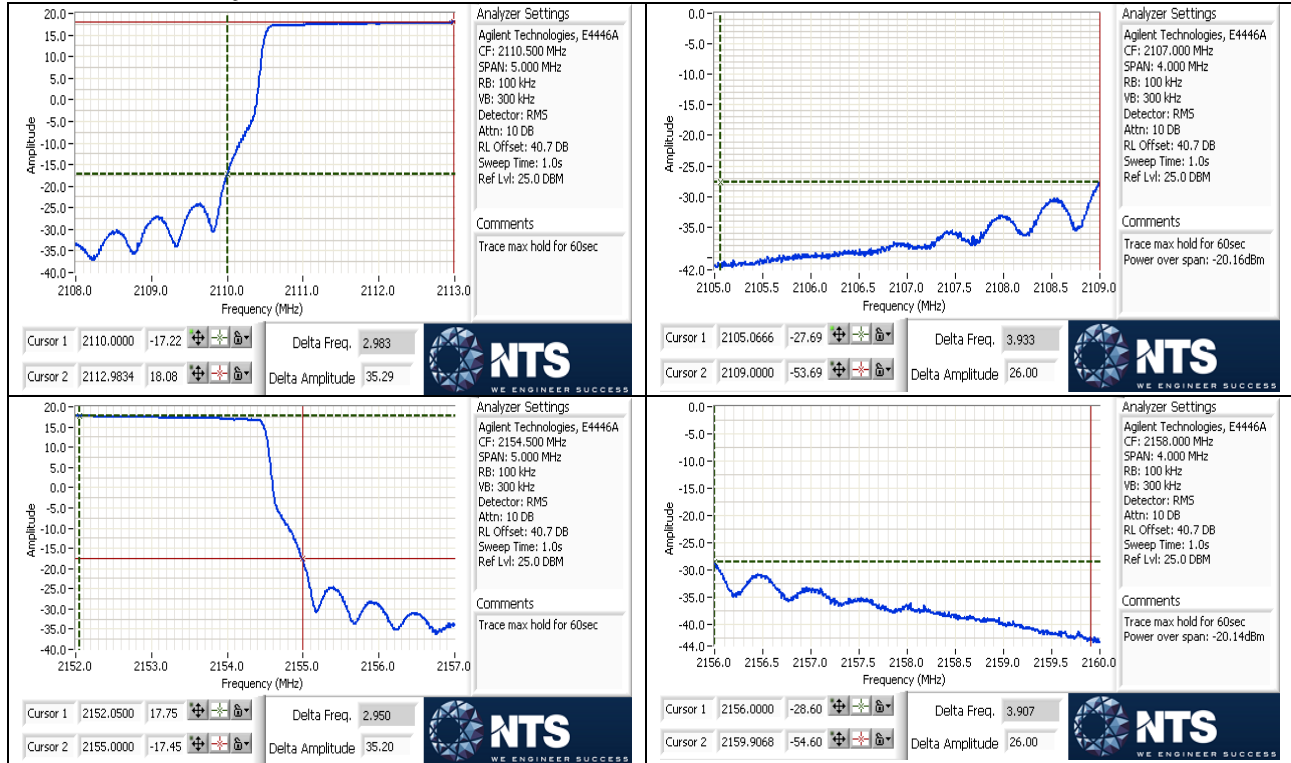 20.0
15.0
10.0
5.0
0.0
-5.0
-10.0
-15.0
-20.0
-25.0
-30.0
-35.0
-40.0
Amplitude
2108.0 2109.0 2110.0 2111.0 2112.0 2113.0
Frequency (MHz)
Analyzer Settings
Agilent Technologies, E4446A
CF: 2110.500 MHz
SPAN: 5.000 MHz
RB: 100 kHz
VB: 300 kHz
Detector: RMS
Attn: 10 DB
RL Offset: 40.7 DB
Sweep Time: 1.0s
Ref Lvl: 25.0 DBM
Comments
Trace max hold for 60sec
Cursor 1 2110.0000 -17.22
Cursor 2 2112.9834 18.08
Delta Freq. 2.983
Delta Amplitude 35.29
NTS
WE ENGINEER SUCCESS
0.0
-5.0
-10.0
-15.0
-20.0
-25.0
-30.0
-35.0
-42.0
Amplitude
2105.0 2105.5 2106.0 2106.5 2107.0 2107.5 2108.0 2108.5 2109.0
Frequency (MHz)
Analyzer Settings
Agilent Technologies, E4446A
CF: 2107.000 MHz
SPAN: 4.000 MHz
RB: 100 kHz
VB: 300 kHz
Detector: RMS
Attn: 10 DB
RL Offset: 40.7 DB
Sweep Time: 1.0s
Ref Lvl: 25.0 DBM
Comments
Trace max hold for 60sec
Power over span: -20.16dBm
Cursor 1 2105.0666 -27.69
Cursor 2 2109.0000 -53.69
Delta Freq. 3.933
Delta Amplitude 26.00
NTS
WE ENGINEER SUCCESS
20.0
15.0
10.0
5.0
0.0
-5.0
-10.0
-15.0
-20.0
-25.0
-30.0
-35.0
-40.0
Amplitude
2152.0 2153.0 2154.0 2155.0 2156.0 2157.0
Frequency (MHz)
Analyzer Settings
Agilent Technologies, E4446A
CF: 2154.500 MHz
SPAN: 5.000 MHz
RB: 100 kHz
VB: 300 kHz
Detector: RMS
Attn: 10 DB
RL Offset: 40.7 DB
Sweep Time: 1.0s
Ref Lvl: 25.0 DBM
Comments
Trace max hold for 60sec
Cursor 1 2152.0500 17.75
Cursor 2 2155.0000 -17.45
Delta Freq. 2.950
Delta Amplitude 35.20
NTS
WE ENGINEER SUCCESS
0.0
-5.0
-10.0
-15.0
-20.0
-25.0
-30.0
-35.0
-40.0
-44.0
Amplitude
2156.0 2156.5 2157.0 2157.5 2158.0 2158.5 2159.0 2159.5 2160.0
Frequency (MHz)
Analyzer Settings
Agilent Technologies, E4446A
CF: 2158.000 MHz
SPAN: 4.000 MHz
RB: 100 kHz
VB: 300 kHz
Detector: RMS
Attn: 10 DB
RL Offset: 40.7 DB
Sweep Time: 1.0s
Ref Lvl: 25.0 DBM
Comments
Trace max hold for 60sec
Power over span: -20.14dBm
Cursor 1 2156.0000 -28.60
Cursor 2 2159.9068 -54.60
Delta Freq. 3.907
Delta Amplitude 26.00
NTS
WE ENGINEER SUCCESS